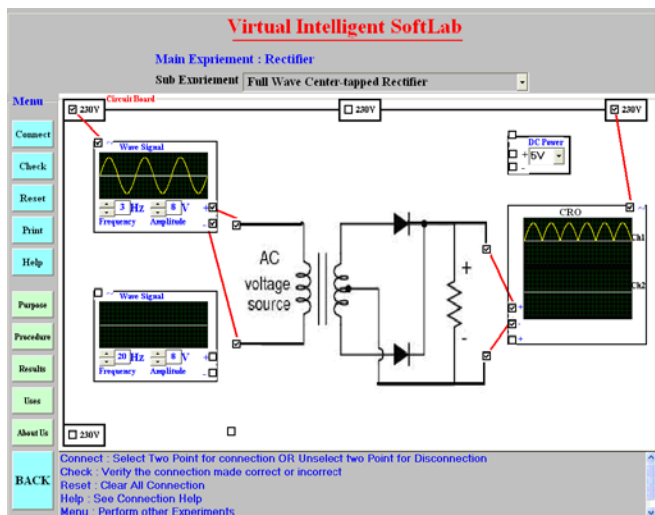 Virtual Intelligent SoftLab
Main Expriement : Rectifier
Sub Expriement Full Wave Center-tapped Rectifier
Menu
Connect
Check
Reset
Print
Help
Purpose
Procedure
Results
Uses
About Us
BACK
230V
Circuit Board
230V
230V
~ Wave Signal
3 Hz 8 V +
-
Frequency Amplitude
~ Wave Signal
20 Hz 8 V +
-
Frequency Amplitude
230V
AC
voltage
source
+
-
DC Power
+ 5V
-
~
CRO
Ch1
Ch2
+
-
+
Connect : Select Two Point for connection OR Unselect two Point for Disconnection
Check : Verify the connection made correct or incorrect
Reset : Clear All Connection
Help : See Connection Help
Menu : Perform other Experiments